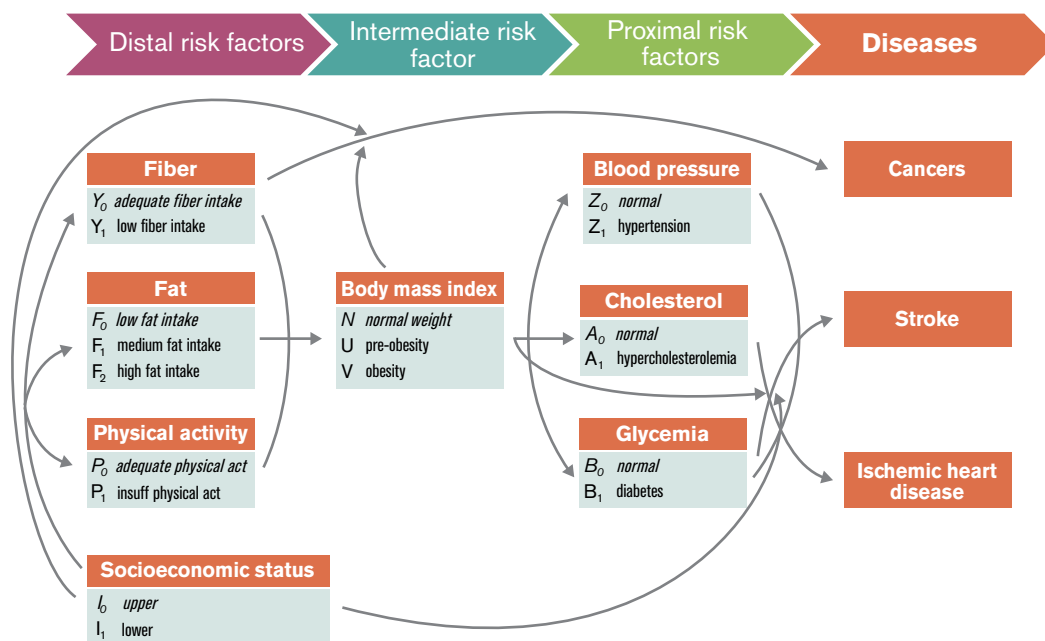 Distal risk factors
Intermediate risk
factor
Proximal risk
factors
Diseases
Fiber
Y0 adequate fiber intake
Y1 low fiber intake
Fat
F0 low fat intake
F1 medium fat intake
F2 high fat intake
Physical activity
P0 adequate physical act
P1 insuff physical act
Socioeconomic status
I0 upper
I1 lower
Body mass index
N normal weight
U pre-obesity
V obesity
Blood pressure
Z0 normal
Z1 hypertension
Cholesterol
A0 normal
A1 hypercholesterolemia
Glycemia
B0 normal
B1 diabetes
Cancers
Stroke
Ischemic heart
disease